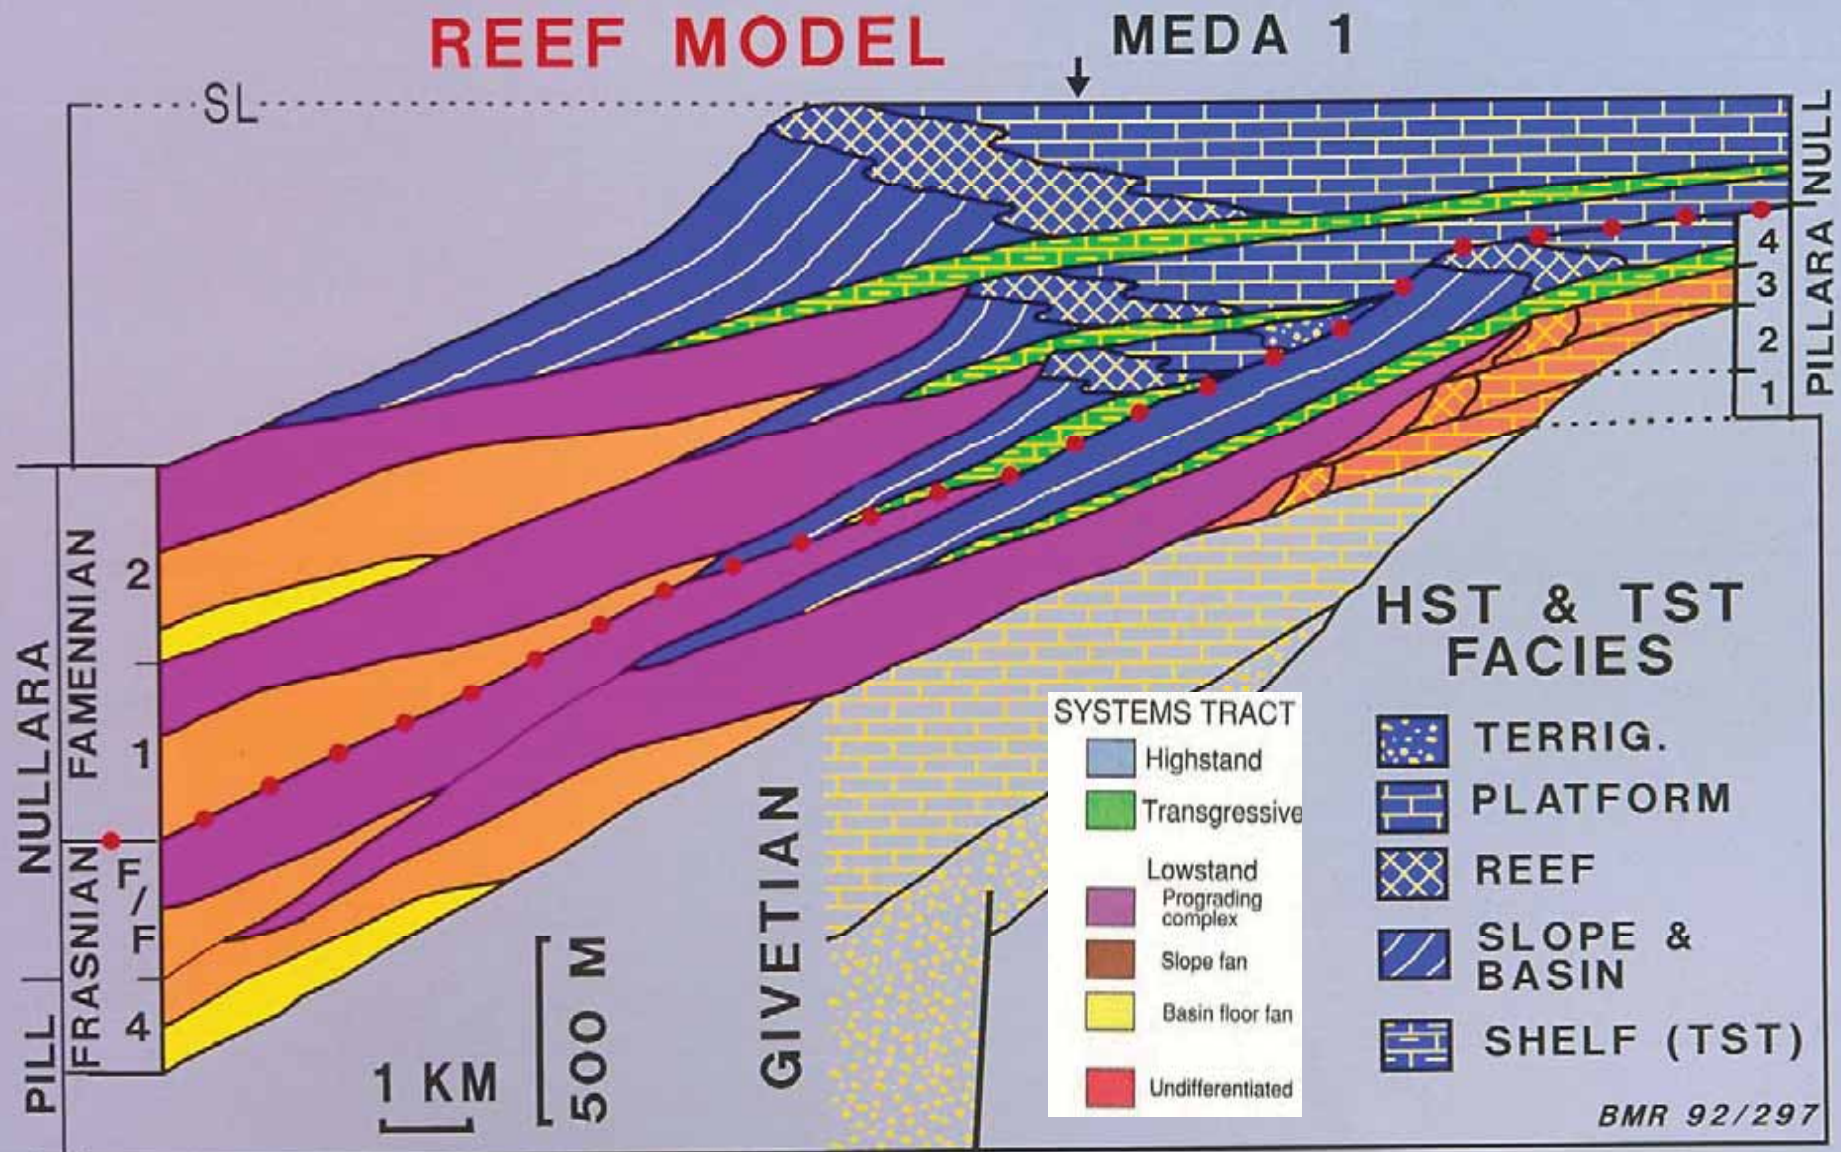 REEF MODEL
MEDA 1
SL
NULL
PILLARA
4
3
2
1
NULLARA
FAMENNIAN
2
1
FRASNIAN
F/F
4
PILL
1 KM
500 M
GIVETIAN
SYSTEMS TRACT
Highstand
Transgressive
Lowstand
Prograding
complex
Slope fan
Basin floor fan
Undifferentiated
HST & TST
FACIES
TERRIG.
PLATFORM
REEF
SLOPE &
BASIN
SHELF (TST)
BMR 92/297